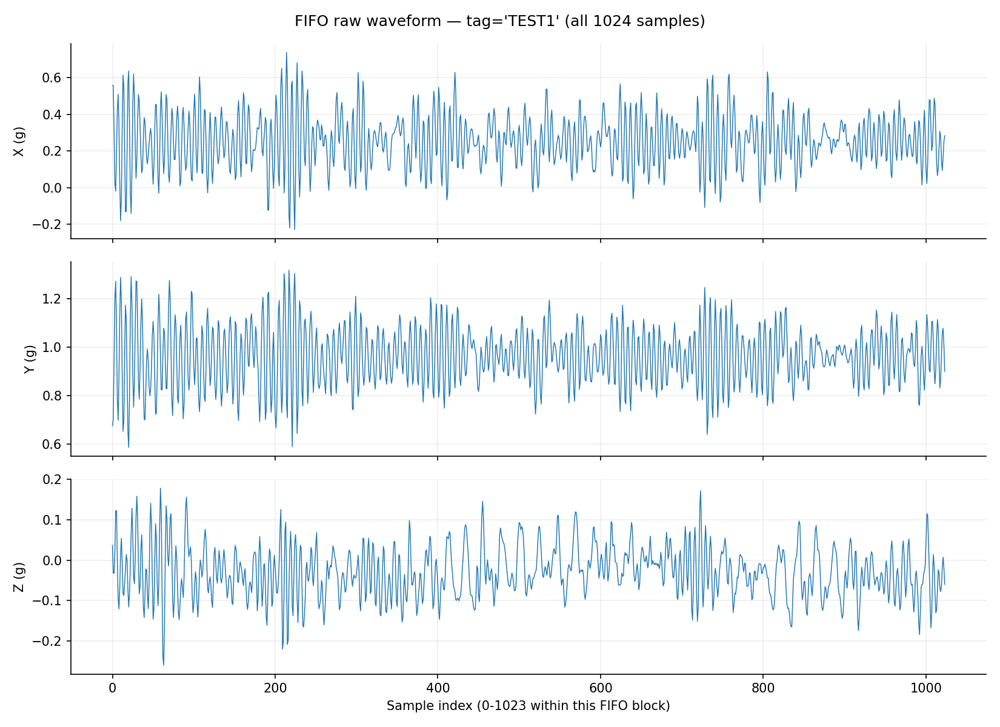 FIFO raw waveform — tag='TEST1' (all 1024 samples)
0.6
0.4
0.2
0.0
−0.2
X (g)
1.2
1.0
0.8
0.6
Y (g)
0.2
0.1
0.0
−0.1
−0.2
Z (g)
0 200 400 600 800 1000
Sample index (0-1023 within this FIFO block)